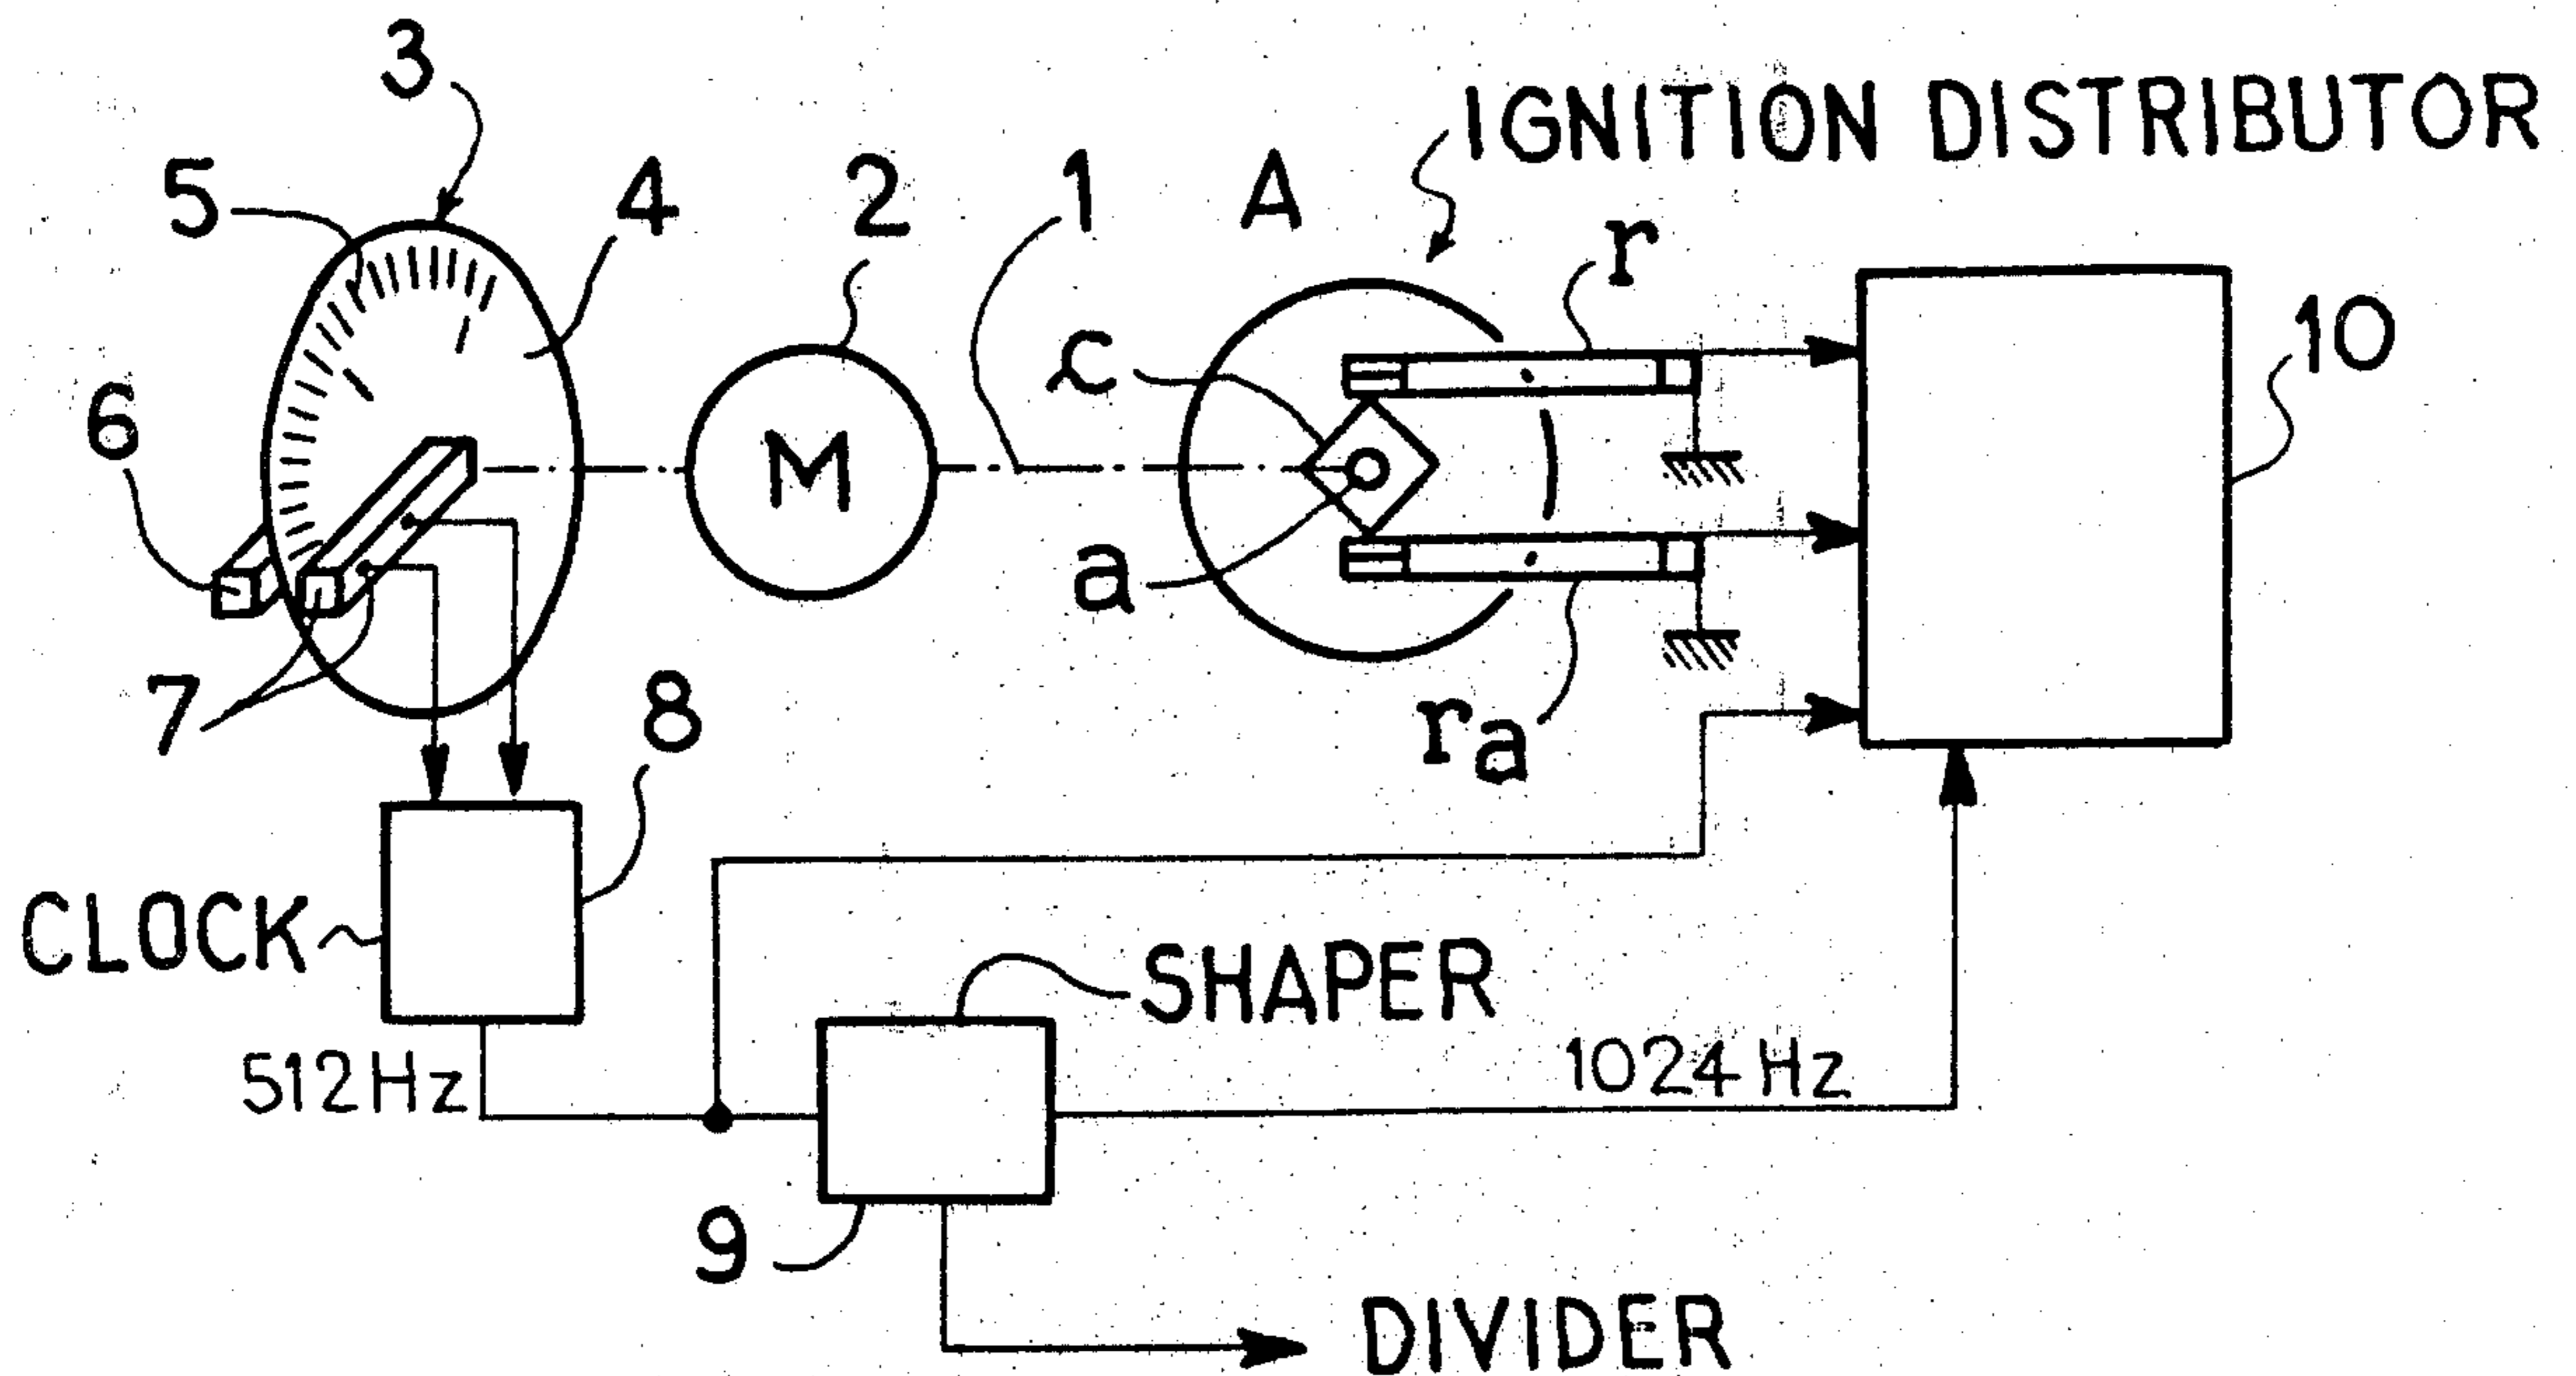 3
IGNITION DISTRIBUTOR
5
4
2
1
A
r
c
10
6
M
a
7
8
ra
CLOCK
SHAPER
512Hz
1024Hz
9
DIVIDER